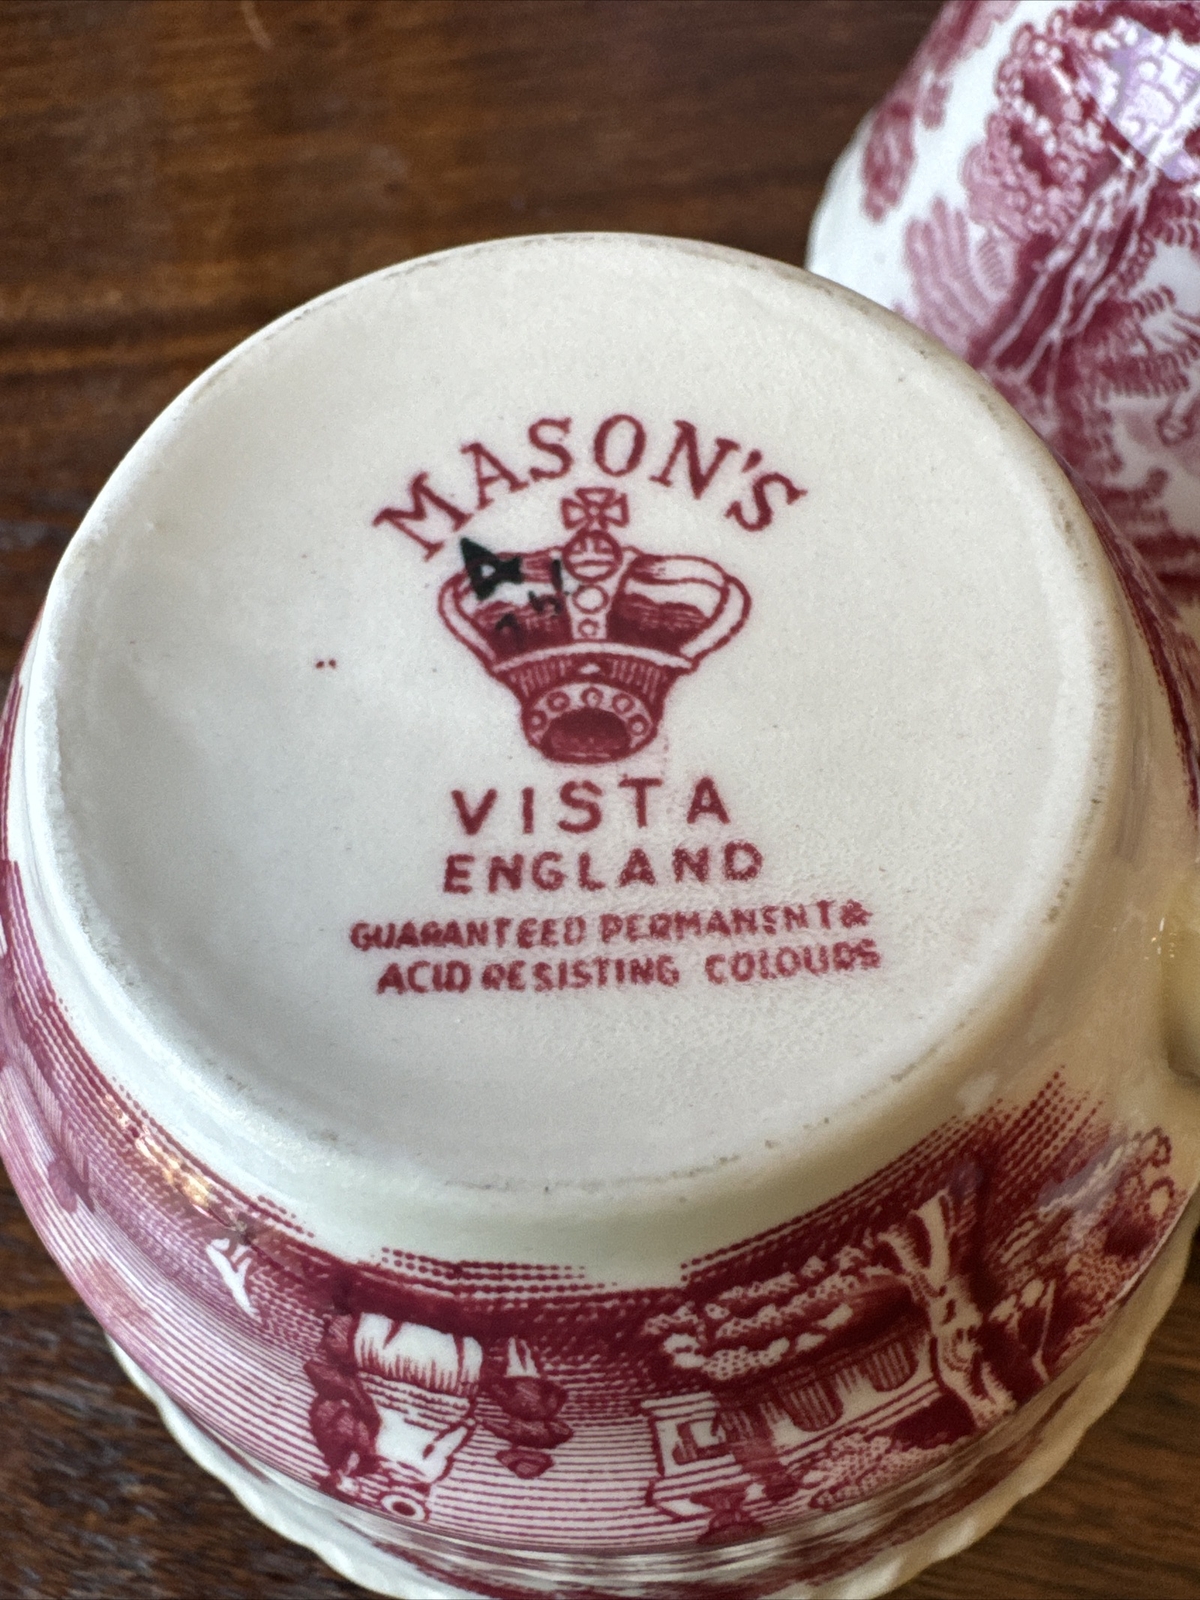 MASON'S
VISTA
ENGLAND
GUARANTEED PERMANENT &
ACID RESISTING COLOURS